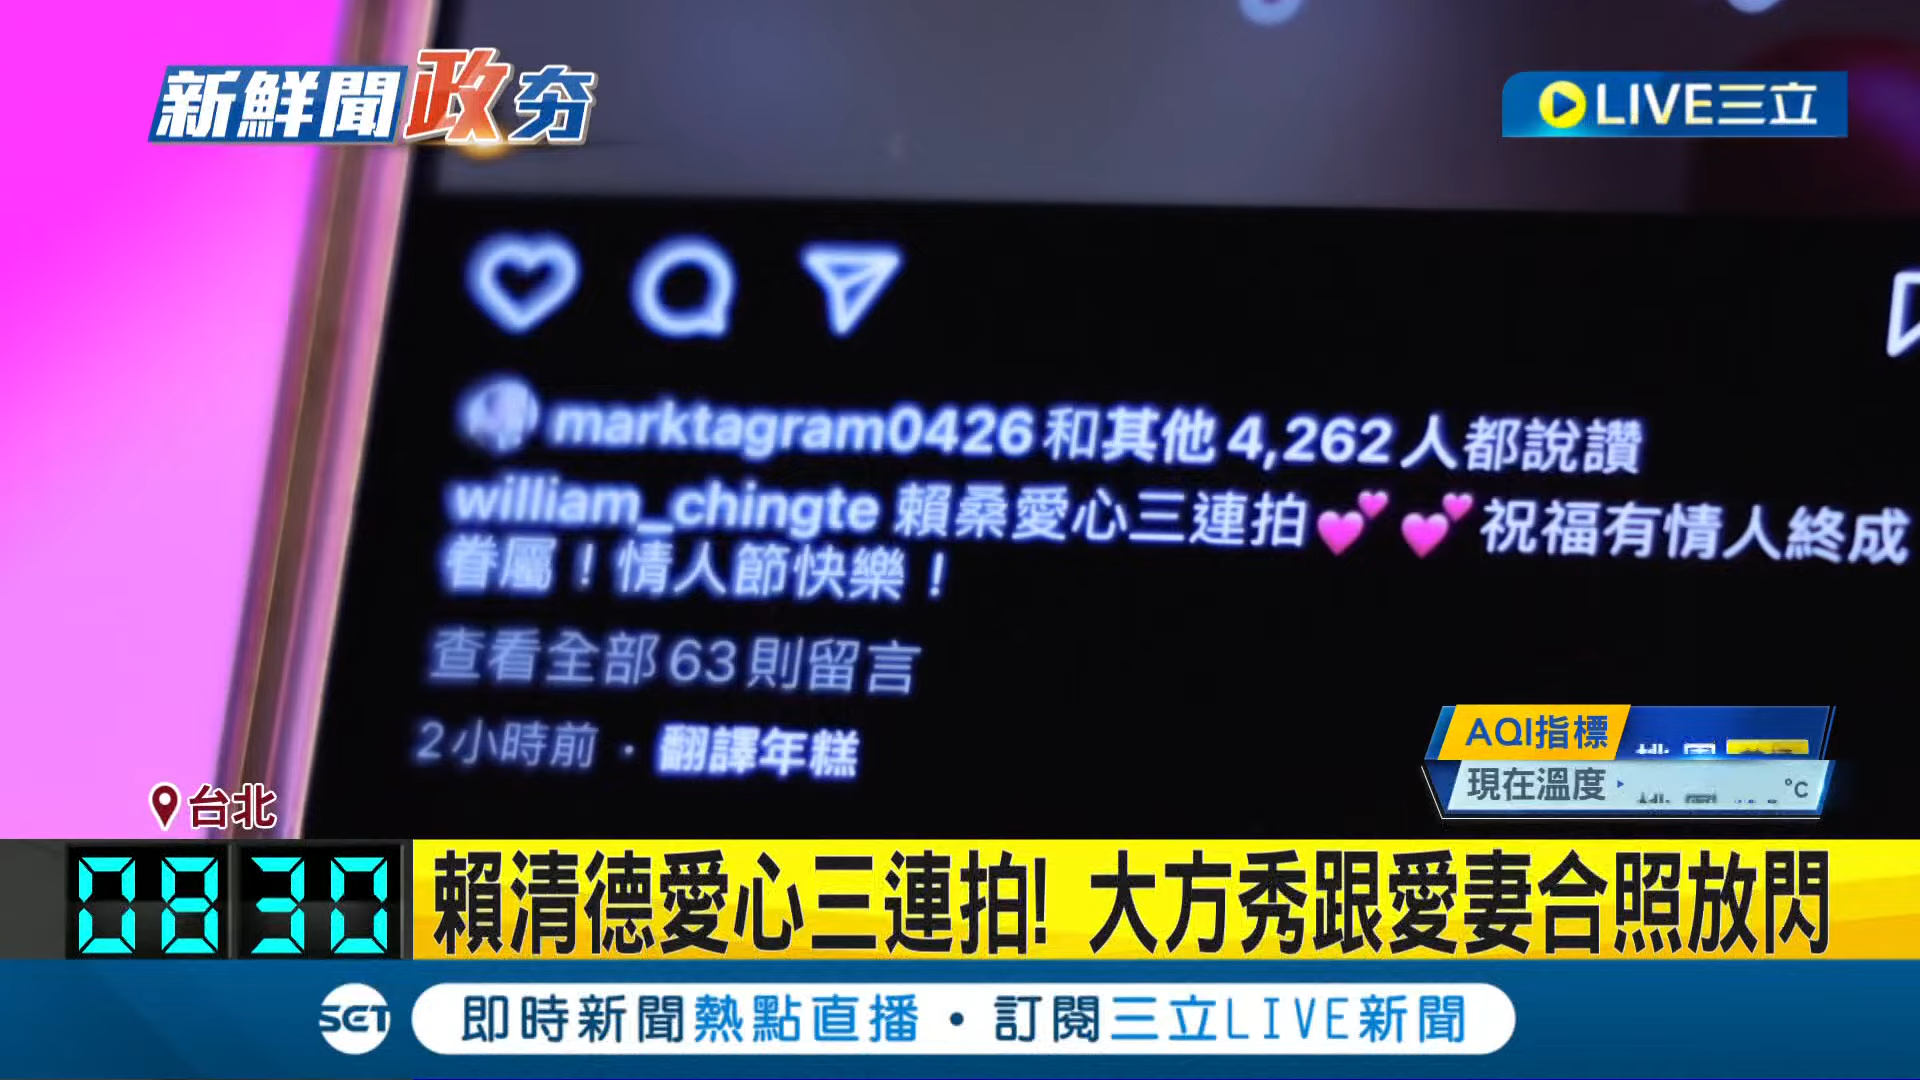 新鮮聞政夯
LIVE三立
marktagram0426和其他4,262人都說讚
william_chingte 賴桑愛心三連拍💕💕祝福有情人終成
眷屬！情人節快樂！
查看全部63則留言
2小時前·翻譯年糕
AQI指標
現在溫度
°C
台北
0830
賴清德愛心三連拍! 大方秀跟愛妻合照放閃
SET
即時新聞熱點直播・訂閱三立LIVE新聞